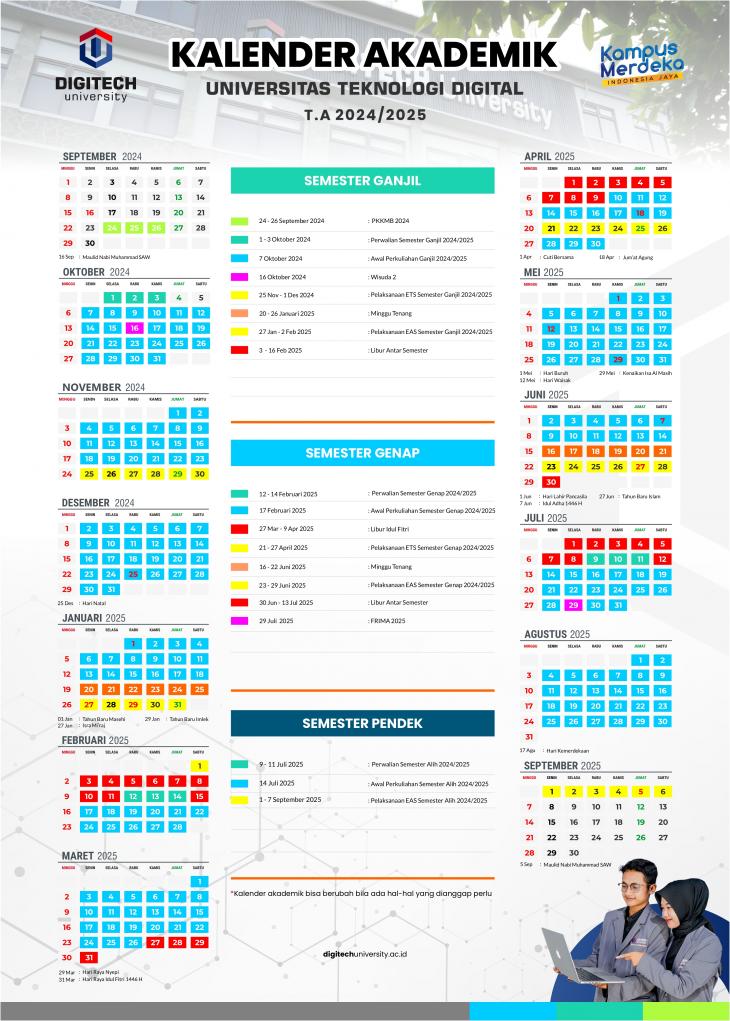 DIGITECH
university
KALENDER AKADEMIK
UNIVERSITAS TEKNOLOGI DIGITAL
T.A 2024/2025
Kampus
Merdeka
INDONESIA JAYA
SEPTEMBER 2024
MINGGU SENIN SELASA RABU KAMIS JUMAT SABTU
1 2 3 4 5 6 7
8 9 10 11 12 13 14
15 16 17 18 19 20 21
22 23 24 25 26 27 28
29 30
16 Sep : Maulid Nabi Muhammad SAW
OKTOBER 2024
MINGGU SENIN SELASA RABU KAMIS JUMAT SABTU
1 2 3 4 5
6 7 8 9 10 11 12
13 14 15 16 17 18 19
20 21 22 23 24 25 26
27 28 29 30 31
NOVEMBER 2024
MINGGU SENIN SELASA RABU KAMIS JUMAT SABTU
1 2
3 4 5 6 7 8 9
10 11 12 13 14 15 16
17 18 19 20 21 22 23
24 25 26 27 28 29 30
DESEMBER 2024
MINGGU SENIN SELASA RABU KAMIS JUMAT SABTU
1 2 3 4 5 6 7
8 9 10 11 12 13 14
15 16 17 18 19 20 21
22 23 24 25 26 27 28
29 30 31
25 Des : Hari Natal
JANUARI 2025
MINGGU SENIN SELASA RABU KAMIS JUMAT SABTU
1 2 3 4
5 6 7 8 9 10 11
12 13 14 15 16 17 18
19 20 21 22 23 24 25
26 27 28 29 30 31
01 Jan : Tahun Baru Masehi 29 Jan : Tahun Baru Imlek
27 Jan : Isra Mi'raj
FEBRUARI 2025
MINGGU SENIN SELASA RABU KAMIS JUMAT SABTU
1
2 3 4 5 6 7 8
9 10 11 12 13 14 15
16 17 18 19 20 21 22
23 24 25 26 27 28
MARET 2025
MINGGU SENIN SELASA RABU KAMIS JUMAT SABTU
1
2 3 4 5 6 7 8
9 10 11 12 13 14 15
16 17 18 19 20 21 22
23 24 25 26 27 28 29
30 31
29 Mar : Hari Raya Nyepi
31 Mar : Hari Raya Idul Fitri 1446 H
SEMESTER GANJIL
24 - 26 September 2024 : PKKMB 2024
1 - 3 Oktober 2024 : Perwalian Semester Ganjil 2024/2025
7 Oktober 2024 : Awal Perkuliahan Ganjil 2024/2025
16 Oktober 2024 : Wisuda 2
25 Nov - 1 Des 2024 : Pelaksanaan ETS Semester Ganjil 2024/2025
20 - 26 Januari 2024 : Minggu Tenang
27 Jan - 2 Feb 2025 : Pelaksanaan EAS Semester Ganjil 2024/2025
3 - 16 Feb 2025 : Libur Antar Semester
SEMESTER GENAP
12 - 14 Februari 2025 : Perwalian Semester Genap 2024/2025
17 Februari 2025 : Awal Perkuliahan Semester Genap 2024/2025
27 Mar - 9 Apr 2025 : Libur Idul Fitri
21 - 27 April 2025 : Pelaksanaan ETS Semester Genap 2024/2025
16 - 22 Juni 2025 : Minggu Tenang
23 - 29 Juni 2025 : Pelaksanaan EAS Semester Genap 2024/2025
30 Jun - 13 Jul 2025 : Libur Antar Semester
29 Juli 2025 : FRIMA 2025
SEMESTER PENDEK
9 - 11 Juli 2025 : Perwalian Semester Alih 2024/2025
14 Juli 2025 : Awal Perkuliahan Semester Alih 2024/2025
1 - 7 September 2025 : Pelaksanaan EAS Semester Alih 2024/2025
*Kalender akademik bisa berubah bila ada hal-hal yang dianggap perlu
digitechuniversity.ac.id
APRIL 2025
MINGGU SENIN SELASA RABU KAMIS JUMAT SABTU
1 2 3 4 5
6 7 8 9 10 11 12
13 14 15 16 17 18 19
20 21 22 23 24 25 26
27 28 29 30
1 Apr : Cuti Bersama 18 Apr : Jum'at Agung
MEI 2025
MINGGU SENIN SELASA RABU KAMIS JUMAT SABTU
1 2 3
4 5 6 7 8 9 10
11 12 13 14 15 16 17
18 19 20 21 22 23 24
25 26 27 28 29 30 31
1 Mei : Hari Buruh 29 Mei : Kenaikan Isa Al Masih
12 Mei : Hari Waisak
JUNI 2025
MINGGU SENIN SELASA RABU KAMIS JUMAT SABTU
1 2 3 4 5 6 7
8 9 10 11 12 13 14
15 16 17 18 19 20 21
22 23 24 25 26 27 28
29 30
1 Jun : Hari Lahir Pancasila 27 Jun : Tahun Baru Islam
7 Jun : Idul Adha 1446 H
JULI 2025
MINGGU SENIN SELASA RABU KAMIS JUMAT SABTU
1 2 3 4 5
6 7 8 9 10 11 12
13 14 15 16 17 18 19
20 21 22 23 24 25 26
27 28 29 30 31
AGUSTUS 2025
MINGGU SENIN SELASA RABU KAMIS JUMAT SABTU
1 2
3 4 5 6 7 8 9
10 11 12 13 14 15 16
17 18 19 20 21 22 23
24 25 26 27 28 29 30
31
17 Agu : Hari Kemerdekaan
SEPTEMBER 2025
MINGGU SENIN SELASA RABU KAMIS JUMAT SABTU
1 2 3 4 5 6
7 8 9 10 11 12 13
14 15 16 17 18 19 20
21 22 23 24 25 26 27
28 29 30
5 Sep : Maulid Nabi Muhammad SAW